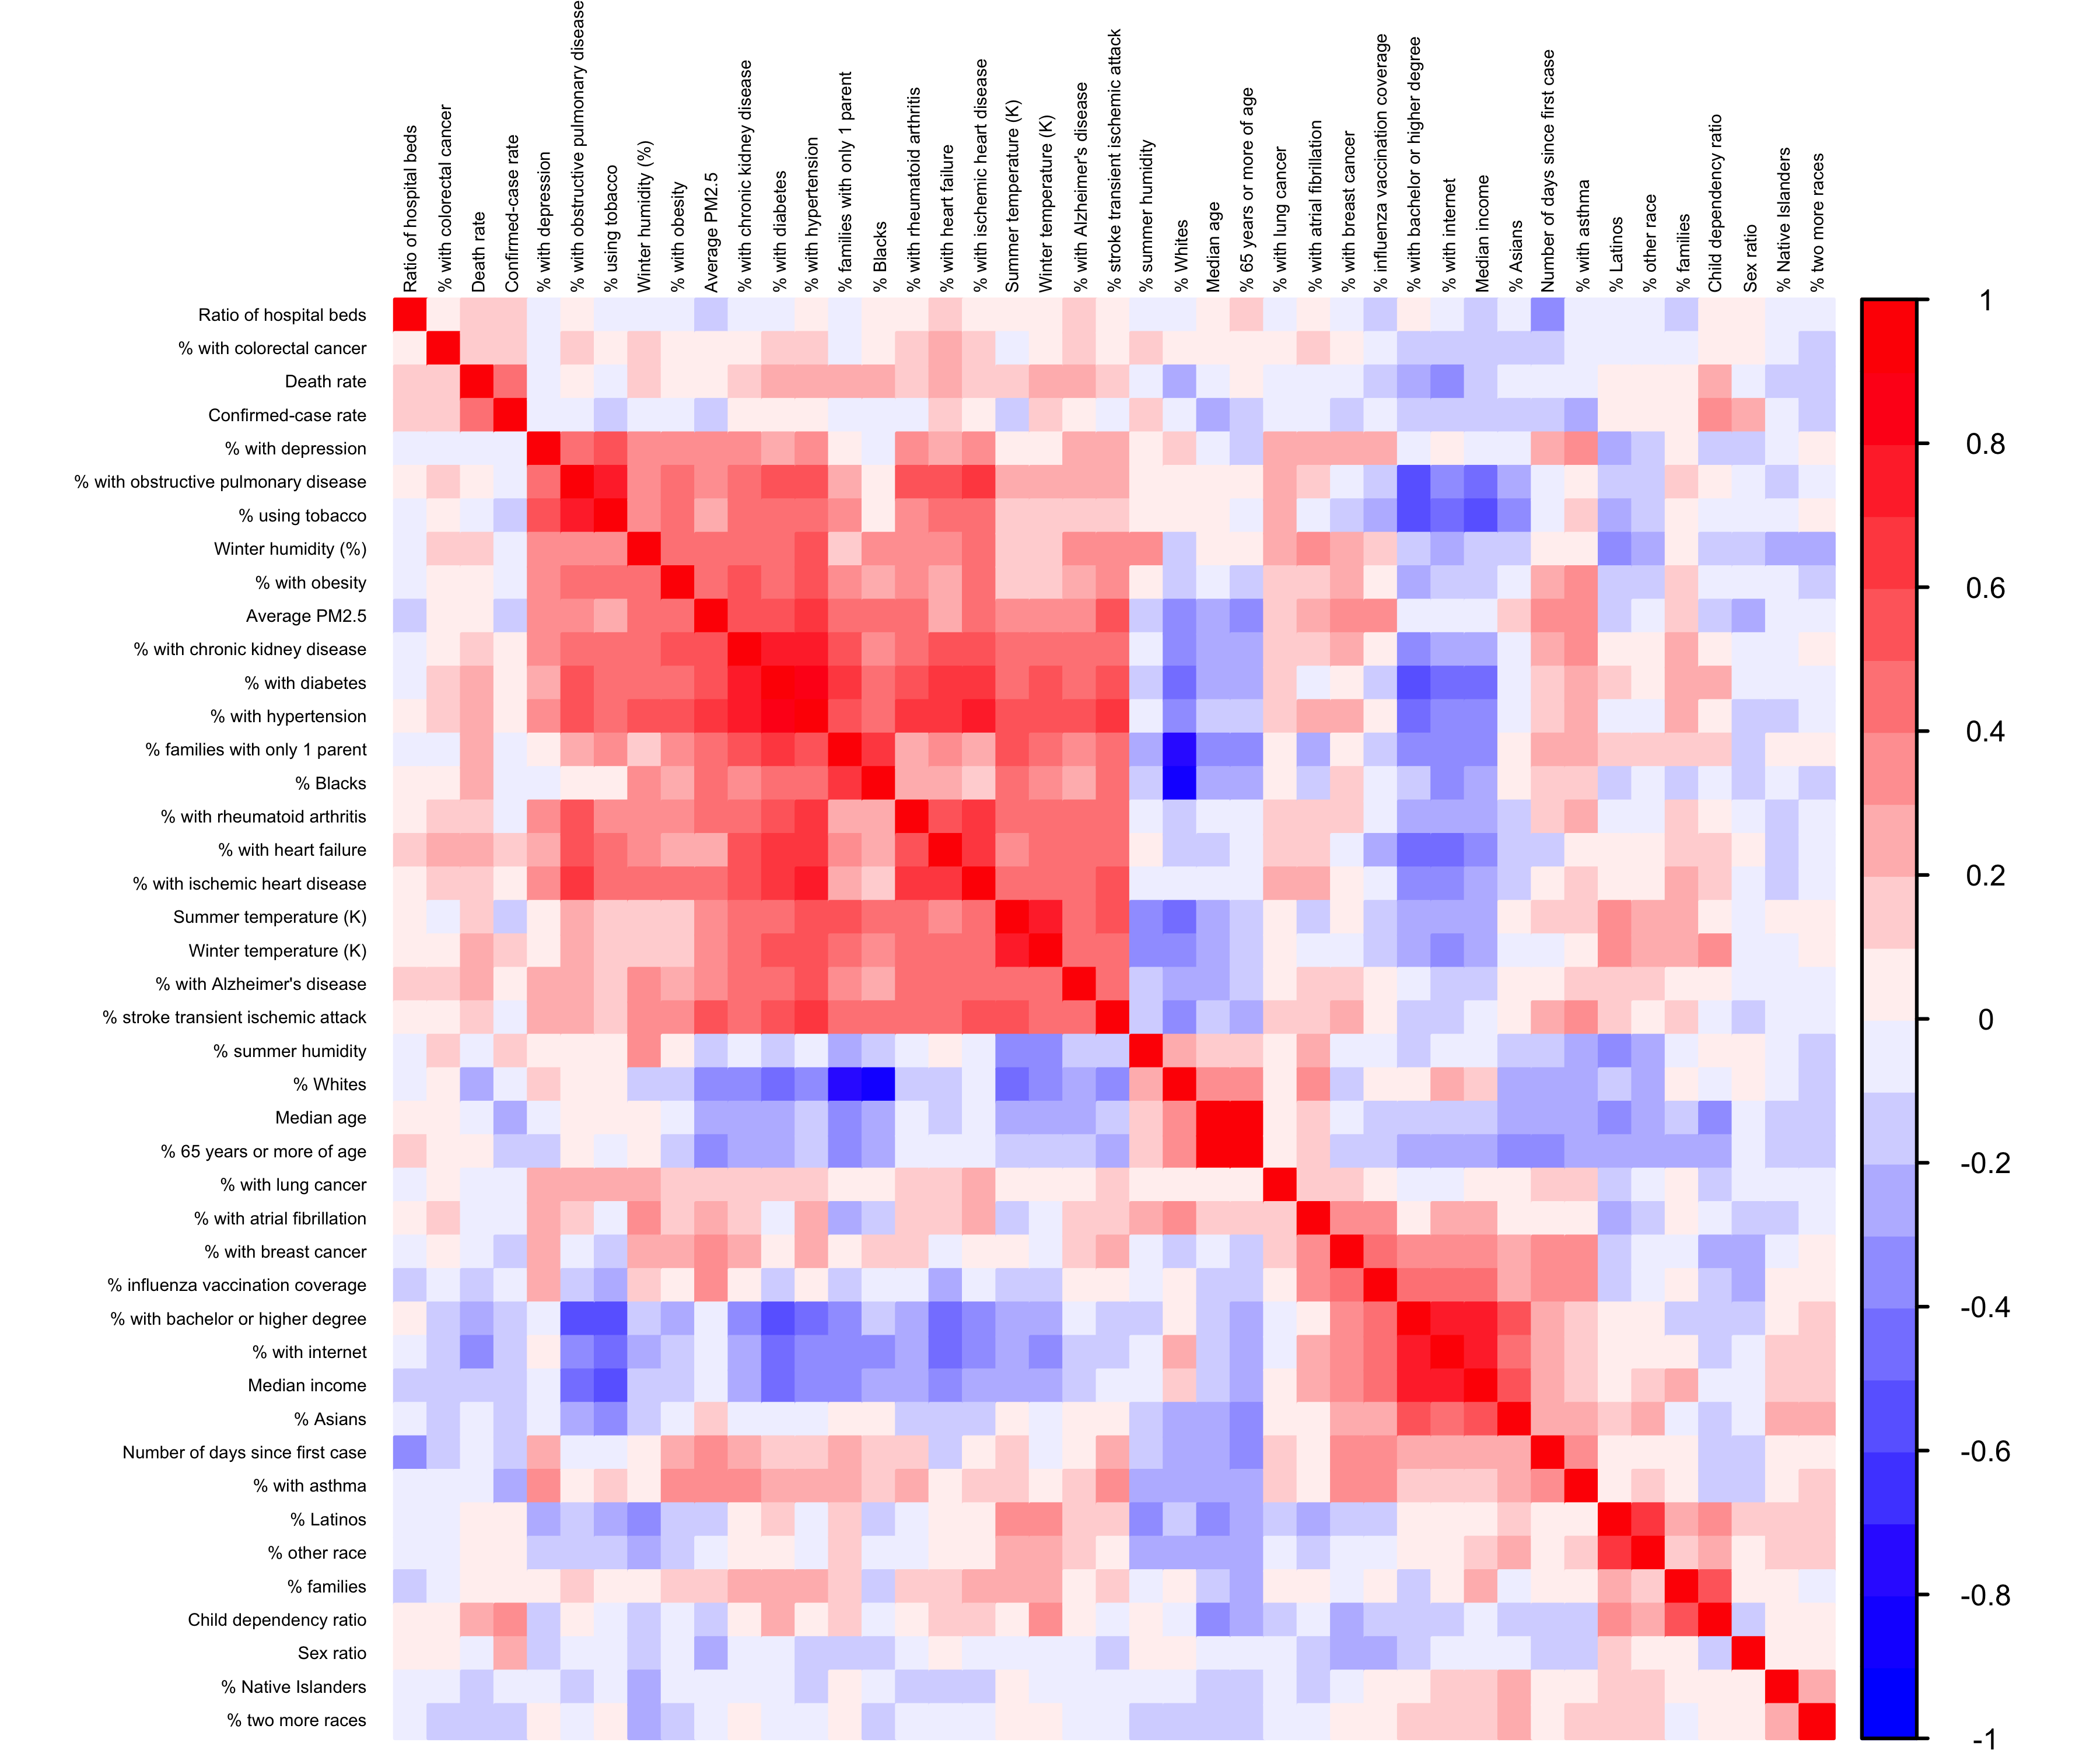 Ratio of hospital beds
% with colorectal cancer
Death rate
Confirmed-case rate
% with depression
% with obstructive pulmonary disease
% using tobacco
Winter humidity (%)
% with obesity
Average PM2.5
% with chronic kidney disease
% with diabetes
% with hypertension
% families with only 1 parent
% Blacks
% with rheumatoid arthritis
% with heart failure
% with ischemic heart disease
Summer temperature (K)
Winter temperature (K)
% with Alzheimer's disease
% stroke transient ischemic attack
% summer humidity
% Whites
Median age
% 65 years or more of age
% with lung cancer
% with atrial fibrillation
% with breast cancer
% influenza vaccination coverage
% with bachelor or higher degree
% with internet
Median income
% Asians
Number of days since first case
% with asthma
% Latinos
% other race
% families
Child dependency ratio
Sex ratio
% Native Islanders
% two more races
Ratio of hospital beds
% with colorectal cancer
Death rate
Confirmed-case rate
% with depression
% with obstructive pulmonary disease
% using tobacco
Winter humidity (%)
% with obesity
Average PM2.5
% with chronic kidney disease
% with diabetes
% with hypertension
% families with only 1 parent
% Blacks
% with rheumatoid arthritis
% with heart failure
% with ischemic heart disease
Summer temperature (K)
Winter temperature (K)
% with Alzheimer's disease
% stroke transient ischemic attack
% summer humidity
% Whites
Median age
% 65 years or more of age
% with lung cancer
% with atrial fibrillation
% with breast cancer
% influenza vaccination coverage
% with bachelor or higher degree
% with internet
Median income
% Asians
Number of days since first case
% with asthma
% Latinos
% other race
% families
Child dependency ratio
Sex ratio
% Native Islanders
% two more races
1
0.8
0.6
0.4
0.2
0
-0.2
-0.4
-0.6
-0.8
-1